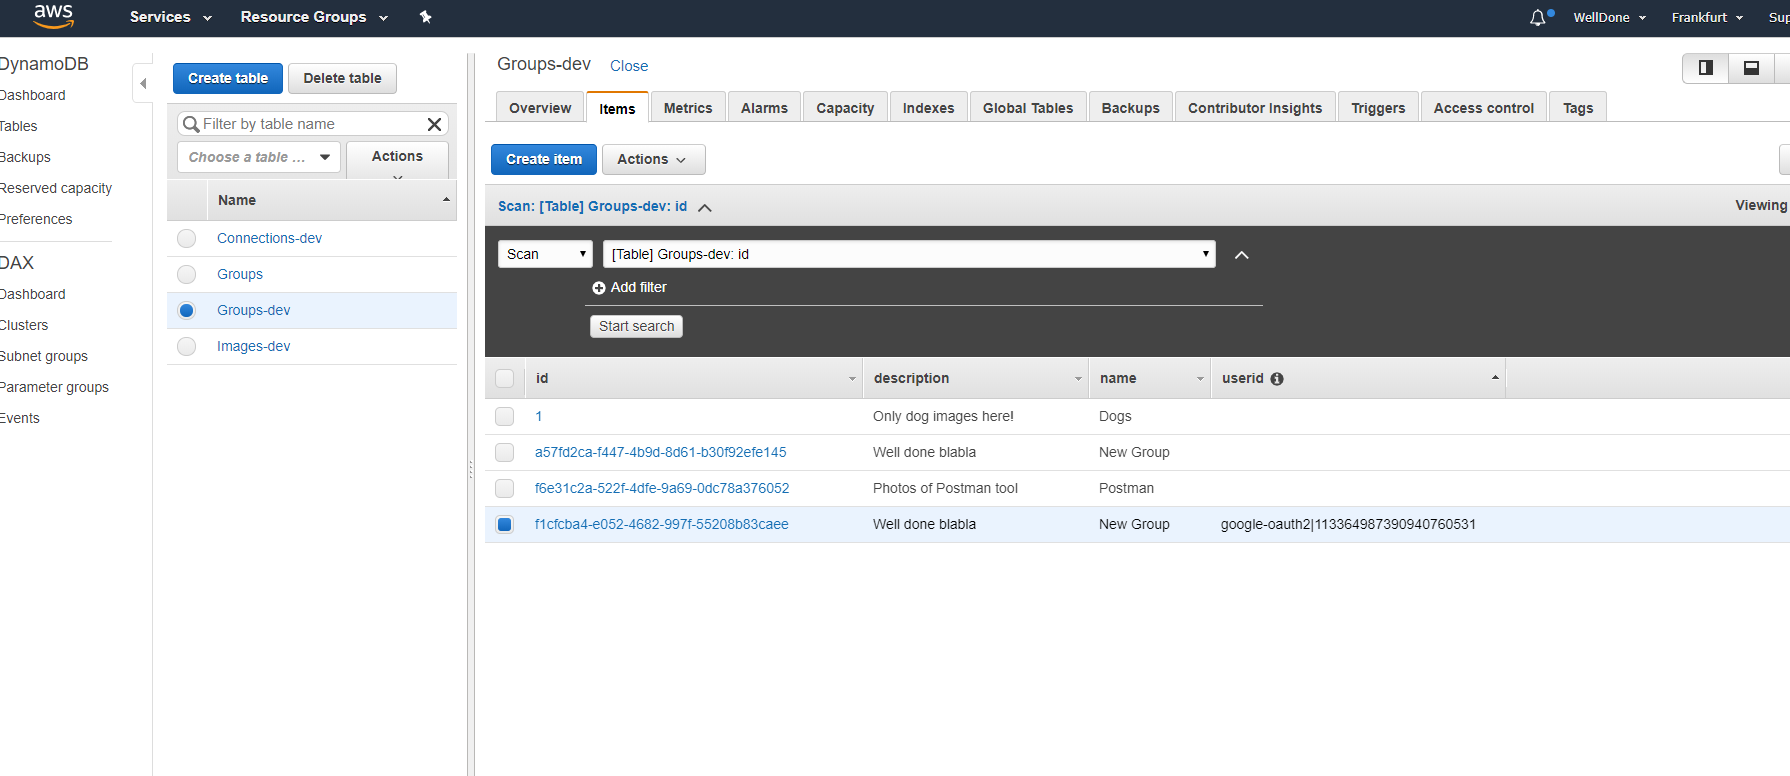 aws Services Resource Groups WellDone Frankfurt Sup
DynamoDB
Dashboard
Tables
Backups
Reserved capacity
Preferences
DAX
Dashboard
Clusters
Subnet groups
Parameter groups
Events
Create table Delete table
Filter by table name
Choose a table ... Actions
Name
Connections-dev
Groups
Groups-dev
Images-dev
Groups-dev Close
Overview Items Metrics Alarms Capacity Indexes Global Tables Backups Contributor Insights Triggers Access control Tags
Create item Actions
Scan: [Table] Groups-dev: id Viewing
Scan [Table] Groups-dev: id
Add filter
Start search
id description name userid
1 Only dog images here! Dogs
a57fd2ca-f447-4b9d-8d61-b30f92efe145 Well done blabla New Group
f6e31c2a-522f-4dfe-9a69-0dc78a376052 Photos of Postman tool Postman
f1cfcba4-e052-4682-997f-55208b83caee Well done blabla New Group google-oauth2|113364987390940760531